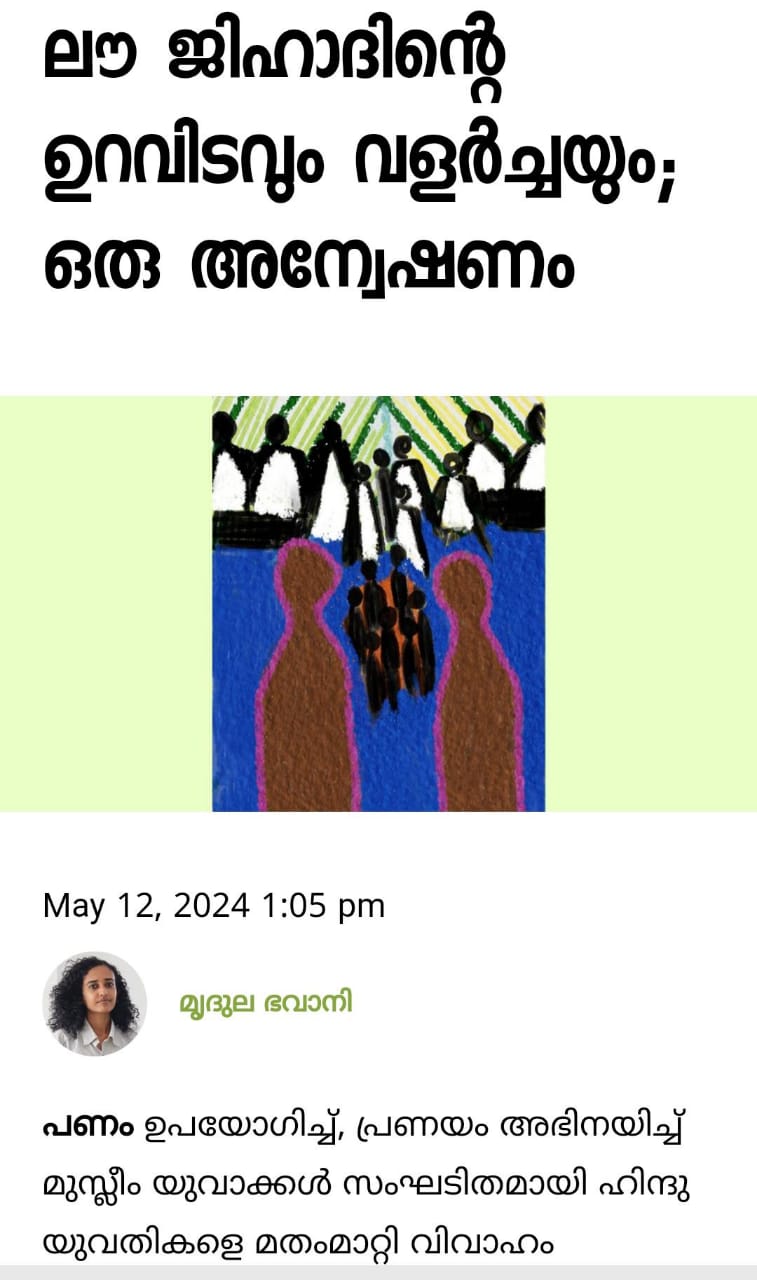 ലൗ ജിഹാദിന്റെ
ഉറവിടവും വളർച്ചയും;
ഒരു അന്വേഷണം
May 12, 2024 1:05 pm
മൃദുല ഭവാനി
പണം ഉപയോഗിച്ച്, പ്രണയം അഭിനയിച്ച്
മുസ്ലീം യുവാക്കൾ സംഘടിതമായി ഹിന്ദു
യുവതികളെ മതംമാറ്റി വിവാഹം